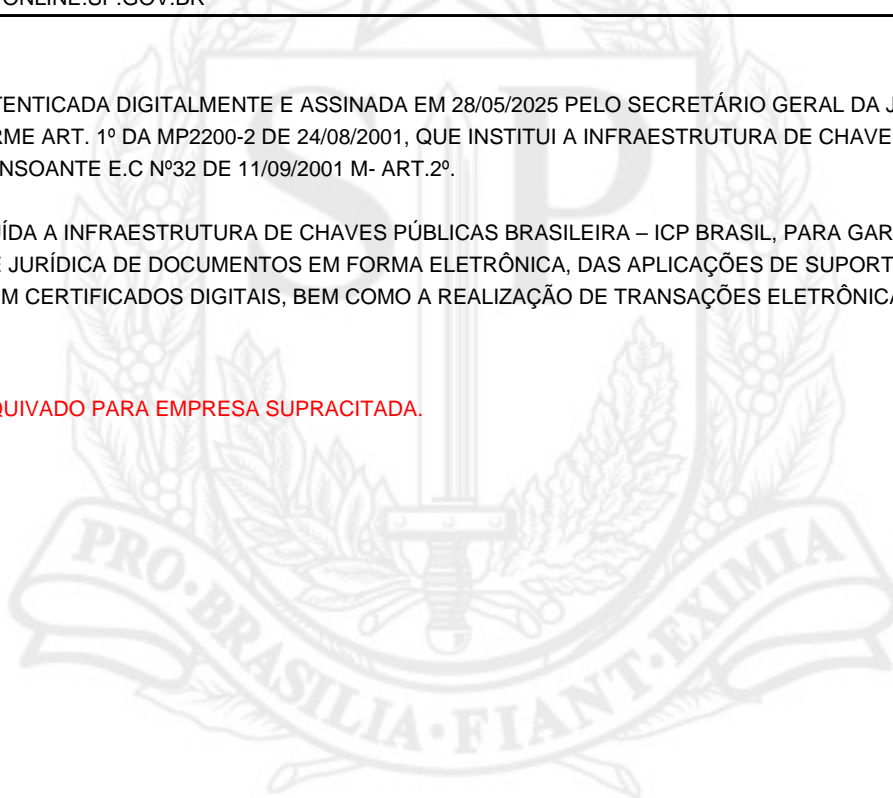 ONLINE.SP.GOV.BR
TENTICADA DIGITALMENTE E ASSINADA EM 28/05/2025 PELO SECRETÁRIO GERAL DA J
RME ART. 1º DA MP2200-2 DE 24/08/2001, QUE INSTITUI A INFRAESTRUTURA DE CHAVE
NSOANTE E.C Nº32 DE 11/09/2001 M- ART.2º.
ÍDA A INFRAESTRUTURA DE CHAVES PÚBLICAS BRASILEIRA – ICP BRASIL, PARA GAR
E JURÍDICA DE DOCUMENTOS EM FORMA ELETRÔNICA, DAS APLICAÇÕES DE SUPORT
M CERTIFICADOS DIGITAIS, BEM COMO A REALIZAÇÃO DE TRANSAÇÕES ELETRÔNICA
QUIVADO PARA EMPRESA SUPRACITADA.
SP
PRO·BRASILIA·FIANT·EXIMIA